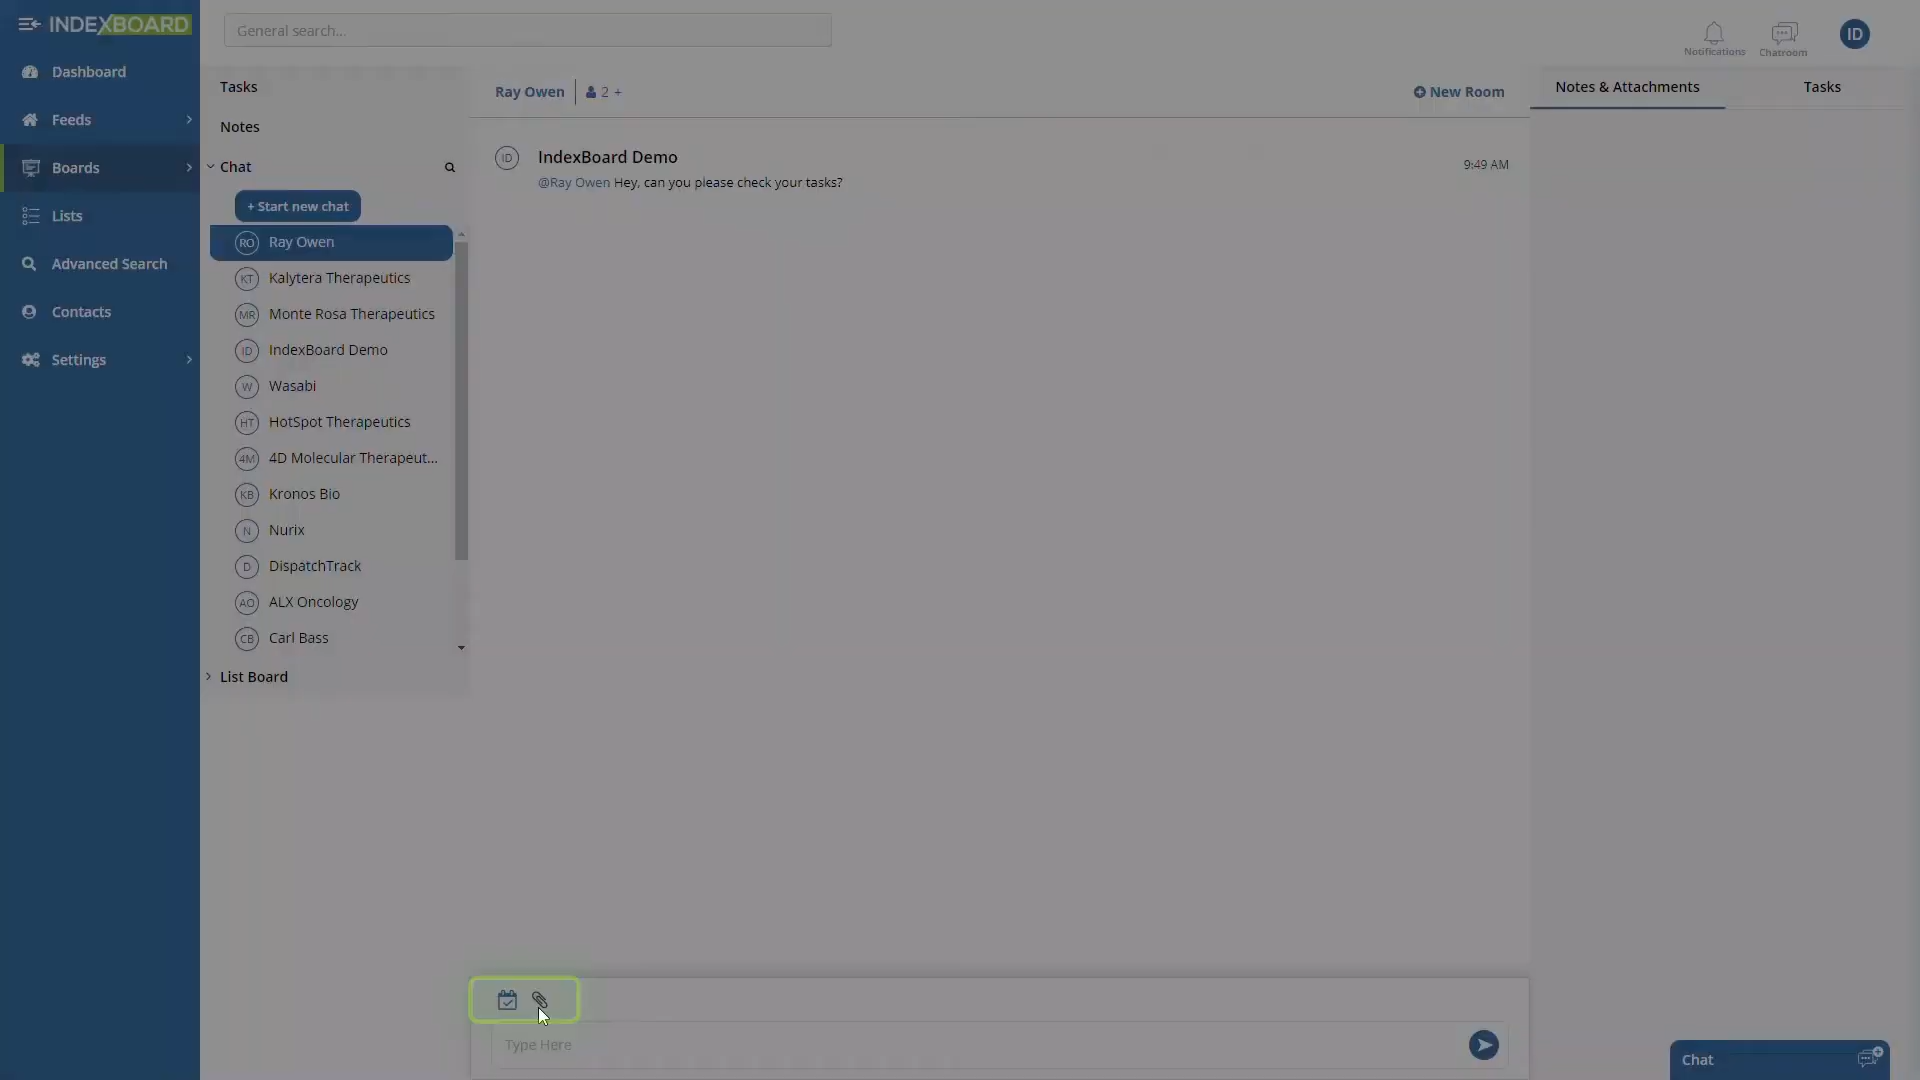 INDEXBOARD
General search...
Notifications
Chatroom
ID
Dashboard
Feeds
Boards
Lists
Advanced Search
Contacts
Settings
Tasks
Notes
Chat
+ Start new chat
RO Ray Owen
KT Kalytera Therapeutics
MR Monte Rosa Therapeutics
ID IndexBoard Demo
W Wasabi
HT HotSpot Therapeutics
4M 4D Molecular Therapeut...
KB Kronos Bio
N Nurix
D DispatchTrack
AO ALX Oncology
CB Carl Bass
List Board
Ray Owen
2 +
New Room
ID IndexBoard Demo
9:49 AM
@Ray Owen Hey, can you please check your tasks?
Type Here
Notes & Attachments
Tasks
Chat